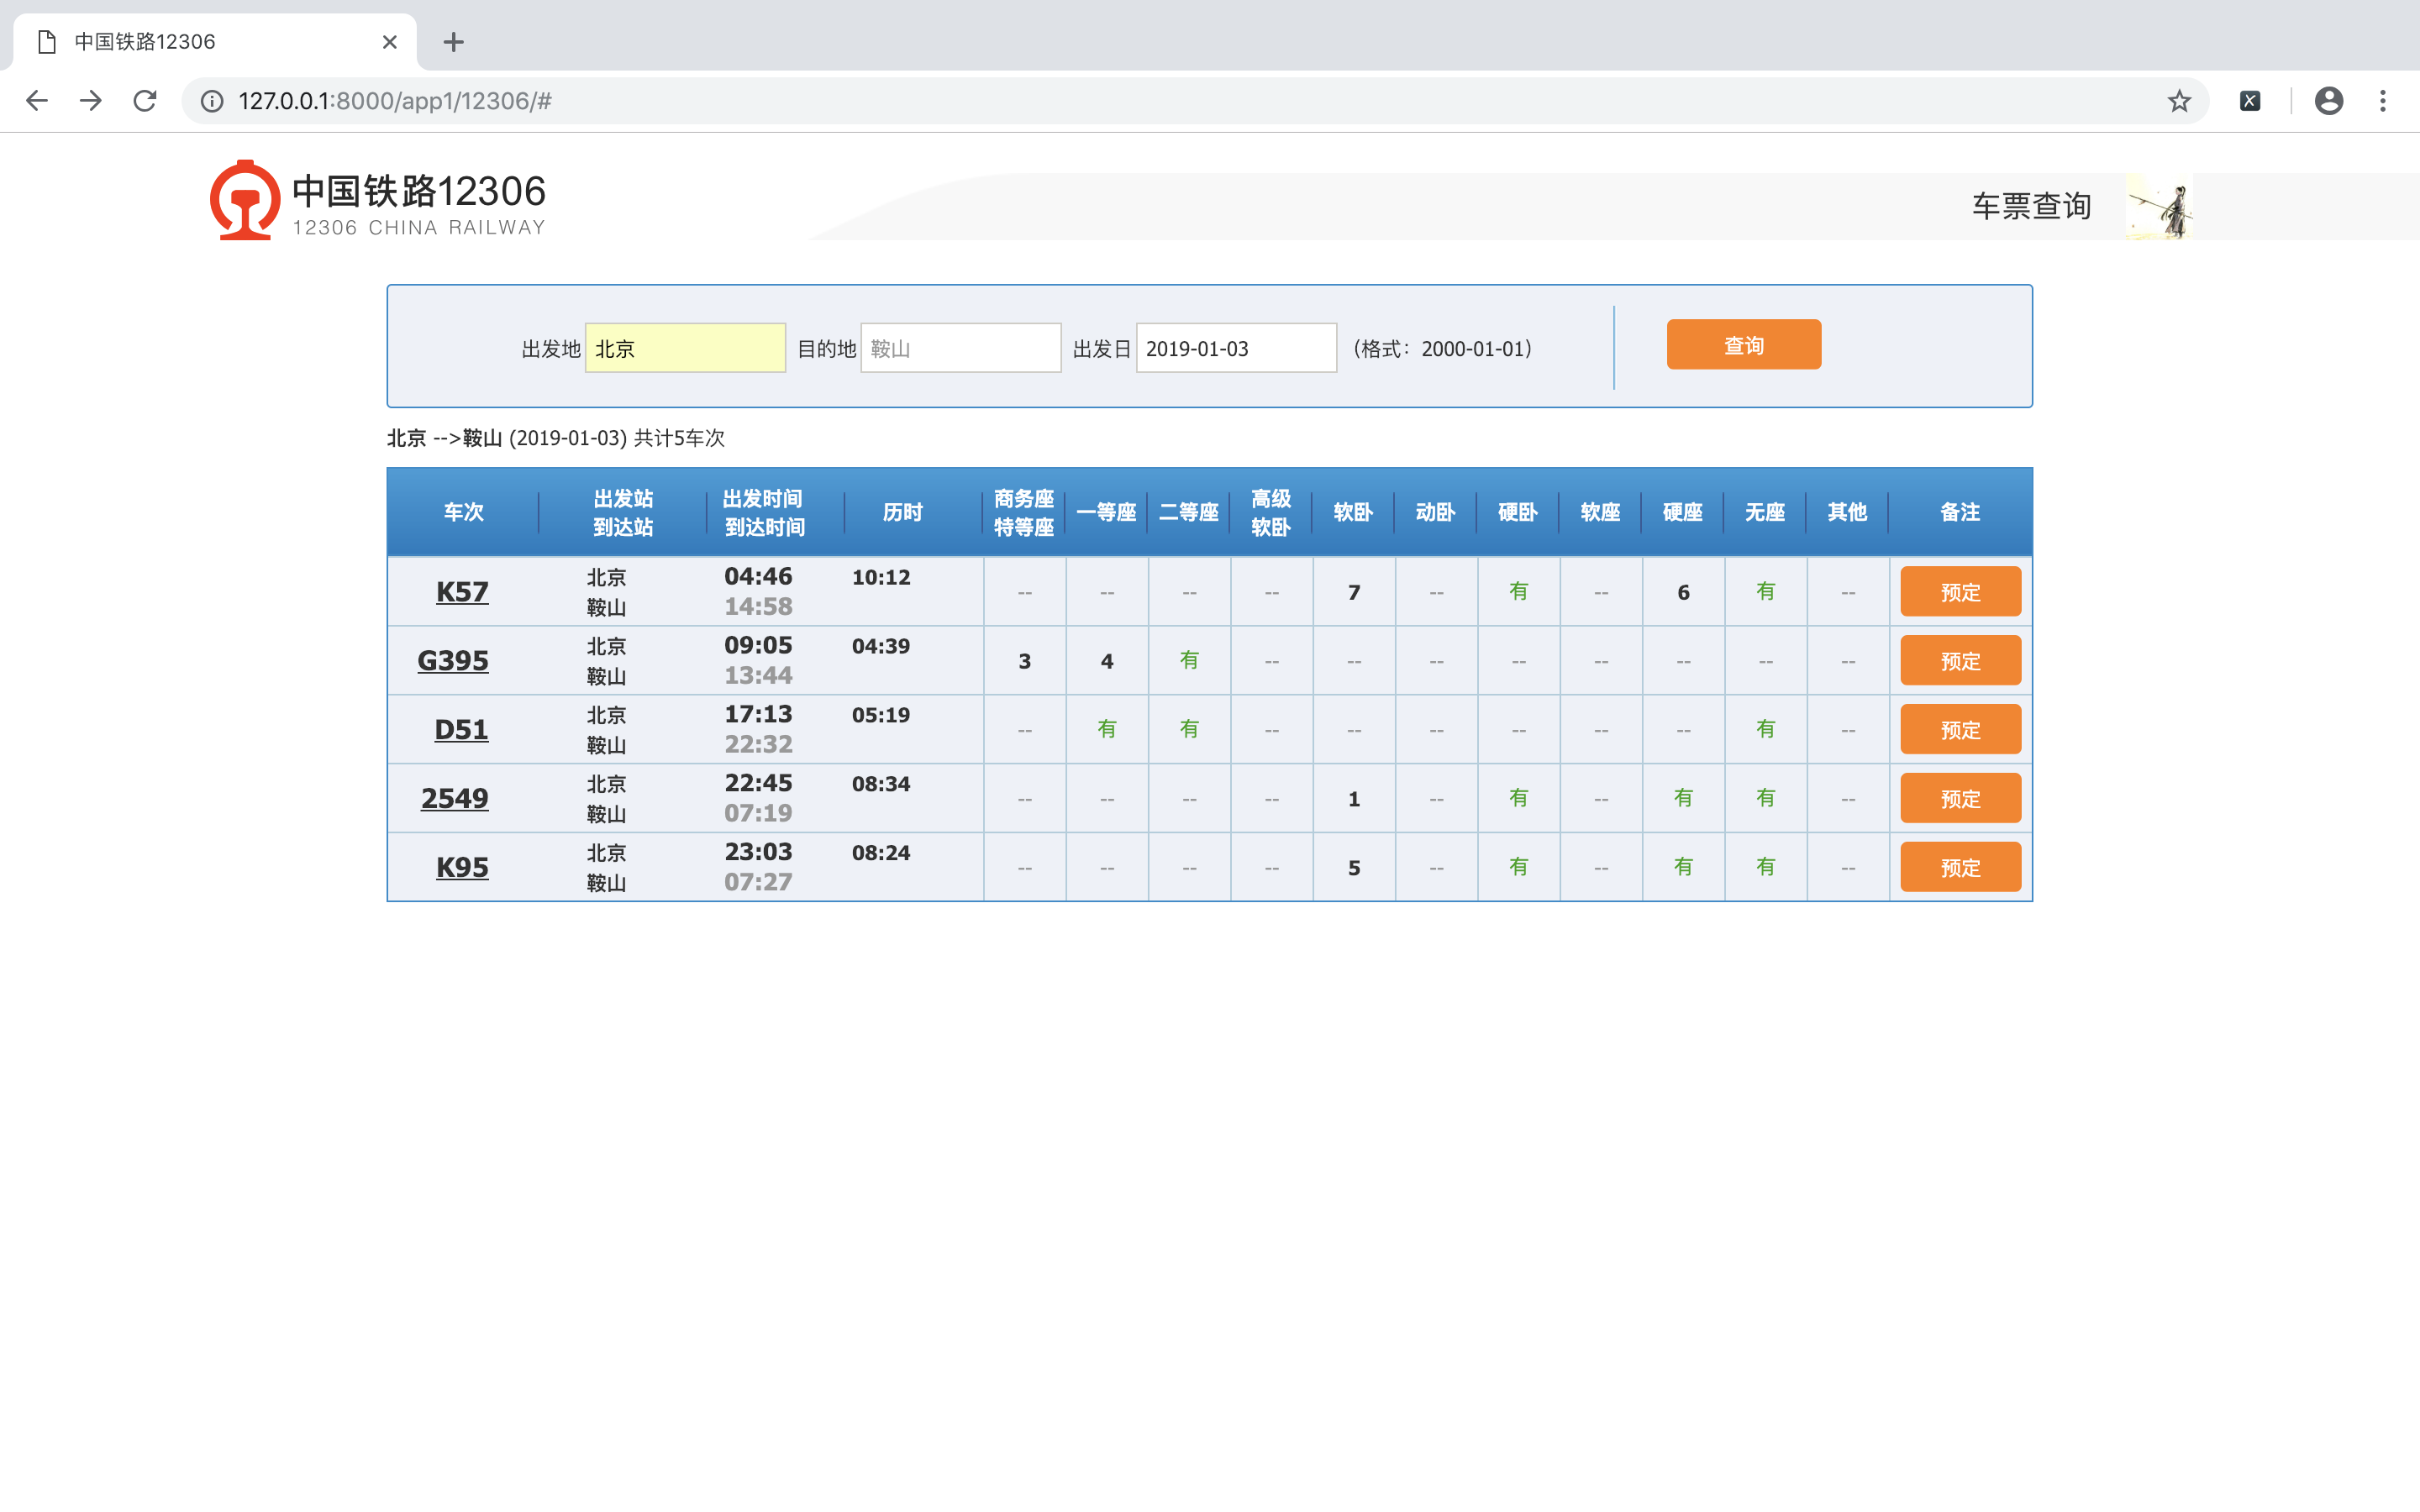 中国铁路12306
127.0.0.1:8000/app1/12306/#
中国铁路12306
12306 CHINA RAILWAY
车票查询
出发地 北京 目的地 鞍山 出发日 2019-01-03 (格式：2000-01-01) 查询
北京 -->鞍山 (2019-01-03) 共计5车次
车次 出发站 到达站 出发时间 到达时间 历时 商务座 特等座 一等座 二等座 高级 软卧 软卧 动卧 硬卧 软座 硬座 无座 其他 备注
K57 北京 鞍山 04:46 14:58 10:12 -- -- -- -- 7 -- 有 -- 6 有 -- 预定
G395 北京 鞍山 09:05 13:44 04:39 3 4 有 -- -- -- -- -- -- -- -- 预定
D51 北京 鞍山 17:13 22:32 05:19 -- 有 有 -- -- -- -- -- -- 有 -- 预定
2549 北京 鞍山 22:45 07:19 08:34 -- -- -- -- 1 -- 有 -- 有 有 -- 预定
K95 北京 鞍山 23:03 07:27 08:24 -- -- -- -- 5 -- 有 -- 有 有 -- 预定